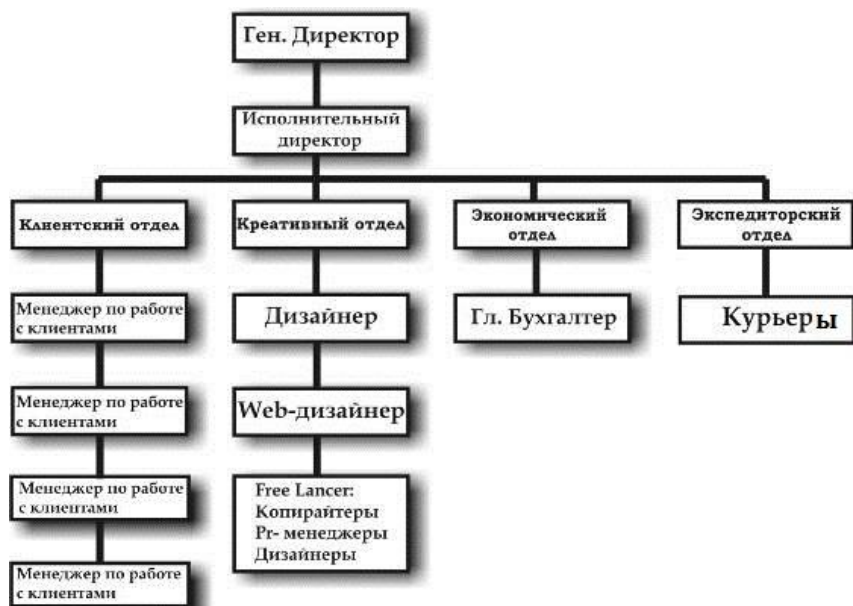 Ген. Директор
Исполнительный
директор
Клиентский отдел
Креативный отдел
Экономический
отдел
Экспедиторский
отдел
Менеджер по работе
с клиентами
Дизайнер
Гл. Бухгалтер
Курьеры
Менеджер по работе
с клиентами
Web-дизайнер
Менеджер по работе
с клиентами
Free Lancer:
Копирайтеры
Pr- менеджеры
Дизайнеры
Менеджер по работе
с клиентами